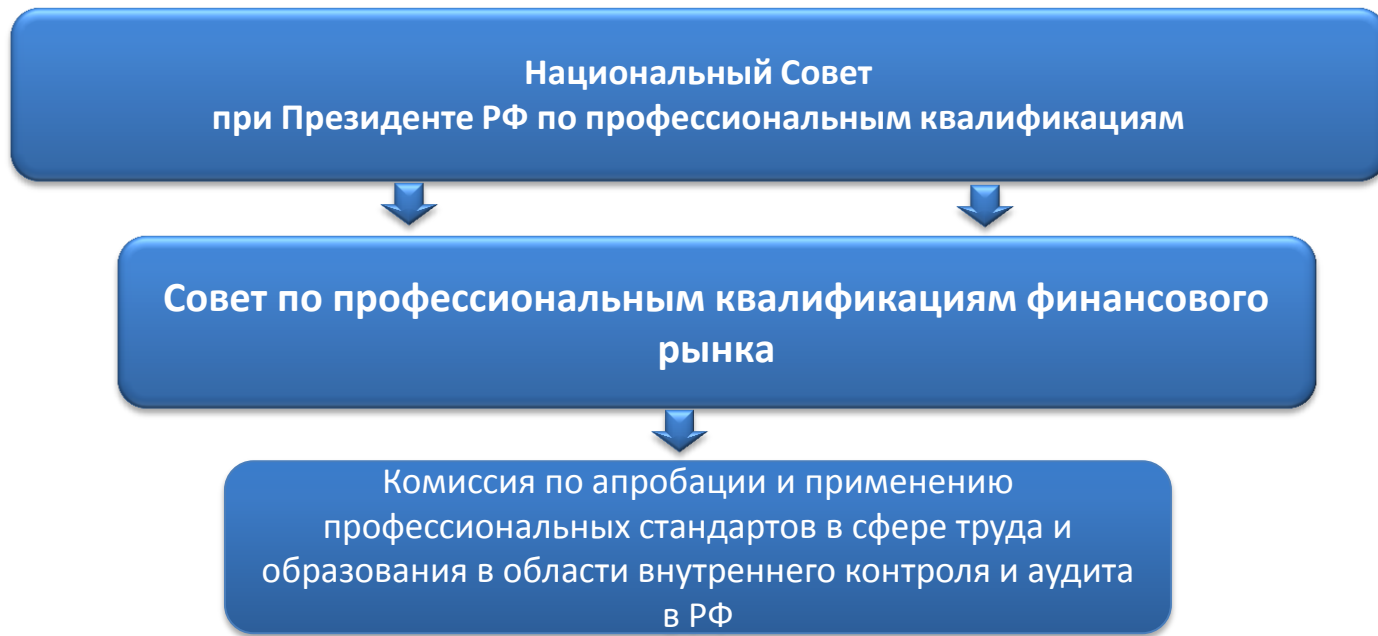 Национальный Совет
при Президенте РФ по профессиональным квалификациям
Совет по профессиональным квалификациям финансового
рынка
Комиссия по апробации и применению
профессиональных стандартов в сфере труда и
образования в области внутреннего контроля и аудита
в РФ